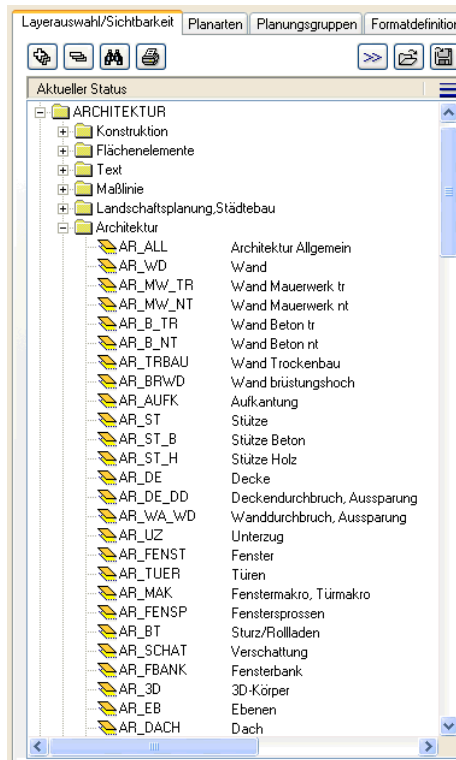 Layerauswahl/Sichtbarkeit Planarten Planungsgruppen Formatdefinition
>>
Aktueller Status
ARCHITEKTUR
Konstruktion
Flächenelemente
Text
Maßlinie
Landschaftsplanung,Städtebau
Architektur
AR_ALL Architektur Allgemein
AR_WD Wand
AR_MW_TR Wand Mauerwerk tr
AR_MW_NT Wand Mauerwerk nt
AR_B_TR Wand Beton tr
AR_B_NT Wand Beton nt
AR_TRBAU Wand Trockenbau
AR_BRWD Wand brüstungshoch
AR_AUFK Aufkantung
AR_ST Stütze
AR_ST_B Stütze Beton
AR_ST_H Stütze Holz
AR_DE Decke
AR_DE_DD Deckendurchbruch, Aussparung
AR_WA_WD Wanddurchbruch, Aussparung
AR_UZ Unterzug
AR_FENST Fenster
AR_TUER Türen
AR_MAK Fenstermakro, Türmakro
AR_FENSP Fenstersprossen
AR_BT Sturz/Rollladen
AR_SCHAT Verschattung
AR_FBANK Fensterbank
AR_3D 3D-Körper
AR_EB Ebenen
AR_DACH Dach